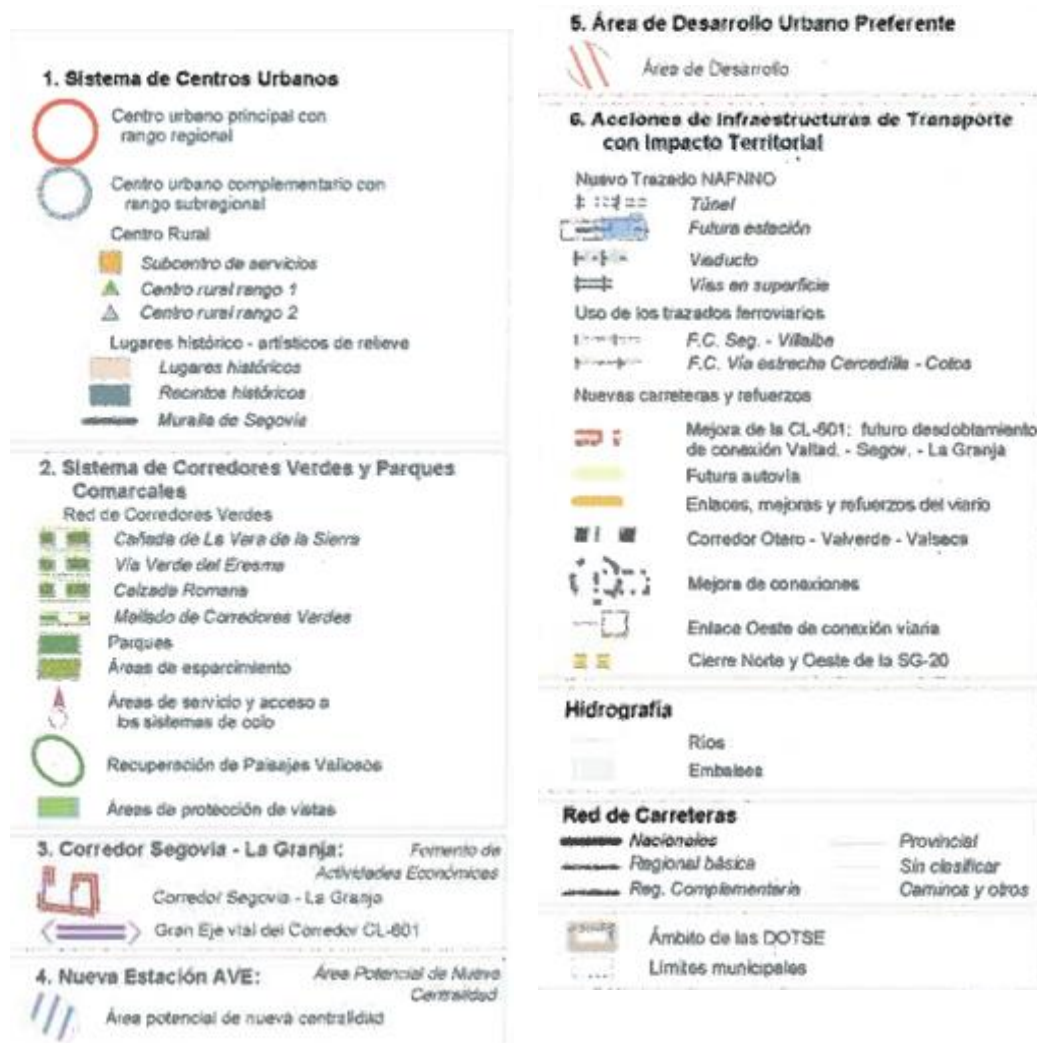 1. Sistema de Centros Urbanos
Centro urbano principal con
rango regional
Centro urbano complementario con
rango subregional
Centro Rural
Subcentro de servicios
Centro rural rango 1
Centro rural rango 2
Lugares histórico - artísticos de relieve
Lugares históricos
Recintos históricos
Muralla de Segovia
2. Sistema de Corredores Verdes y Parques
Comarcales
Red de Corredores Verdes
Cañada de La Vera de la Sierra
Vía Verde del Eresma
Calzada Romana
Mallado de Corredores Verdes
Parques
Áreas de esparcimiento
Áreas de servicio y acceso a
los sistemas de ocio
Recuperación de Paisajes Valiosos
Áreas de protección de vistas
3. Corredor Segovia - La Granja: Fomento de
Actividades Económicas
Corredor Segovia - La Granja
Gran Eje vial del Corredor CL-601
4. Nueva Estación AVE: Área Potencial de Nueva
Centralidad
Área potencial de nueva centralidad
5. Área de Desarrollo Urbano Preferente
Área de Desarrollo
6. Acciones de Infraestructuras de Transporte
con Impacto Territorial
Nuevo Trazado NAFNNO
Túnel
Futura estación
Viaducto
Vías en superficie
Uso de los trazados ferroviarios
F.C. Seg. - Villalba
F.C. Vía estrecha Cercedilla - Cotos
Nuevas carreteras y refuerzos
Mejora de la CL-601: futuro desdoblamiento
de conexión Vallad. - Segov. - La Granja
Futura autovía
Enlaces, mejoras y refuerzos del viario
Corredor Otero - Valverde - Valseca
Mejora de conexiones
Enlace Oeste de conexión viaria
Cierre Norte y Oeste de la SG-20
Hidrografía
Ríos
Embalses
Red de Carreteras
Nacionales
Regional básica
Reg. Complementaria
Provincial
Sin clasificar
Caminos y otros
Ámbito de las DOTSE
Límites municipales